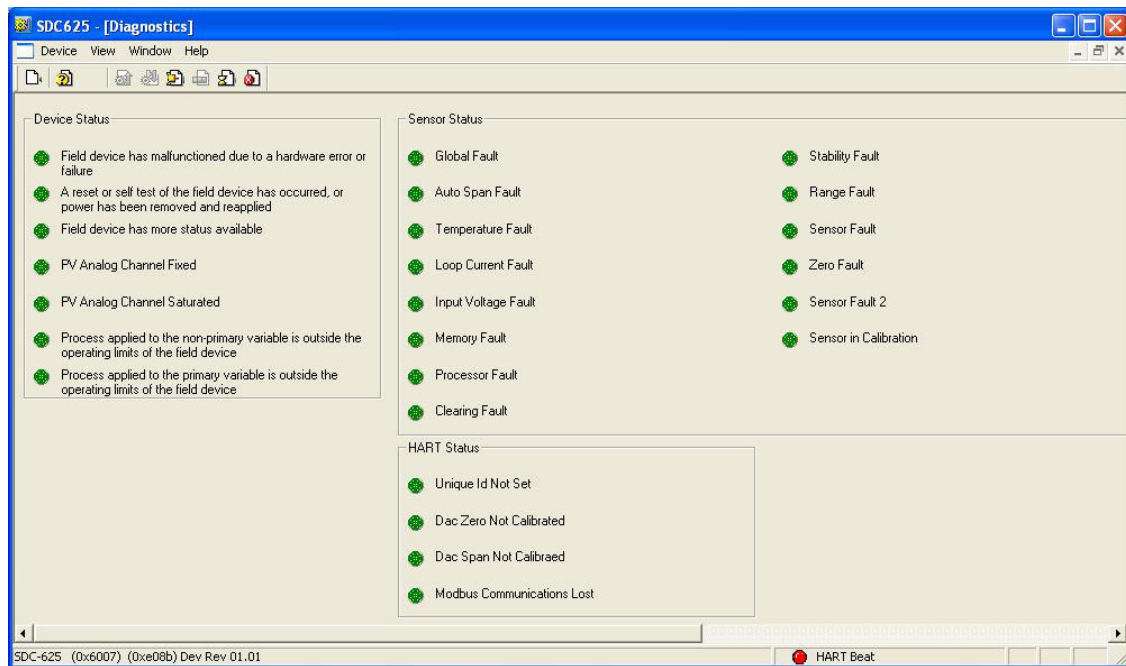 SDC625 - [Diagnostics]
Device View Window Help
Device Status
Field device has malfunctioned due to a hardware error or
failure
A reset or self test of the field device has occurred, or
power has been removed and reapplied
Field device has more status available
PV Analog Channel Fixed
PV Analog Channel Saturated
Process applied to the non-primary variable is outside the
operating limits of the field device
Process applied to the primary variable is outside the
operating limits of the field device
Sensor Status
Global Fault
Auto Span Fault
Temperature Fault
Loop Current Fault
Input Voltage Fault
Memory Fault
Processor Fault
Clearing Fault
Stability Fault
Range Fault
Sensor Fault
Zero Fault
Sensor Fault 2
Sensor in Calibration
HART Status
Unique Id Not Set
Dac Zero Not Calibrated
Dac Span Not Calibraed
Modbus Communications Lost
SDC-625 (0x6007) (0xe08b) Dev Rev 01.01
HART Beat